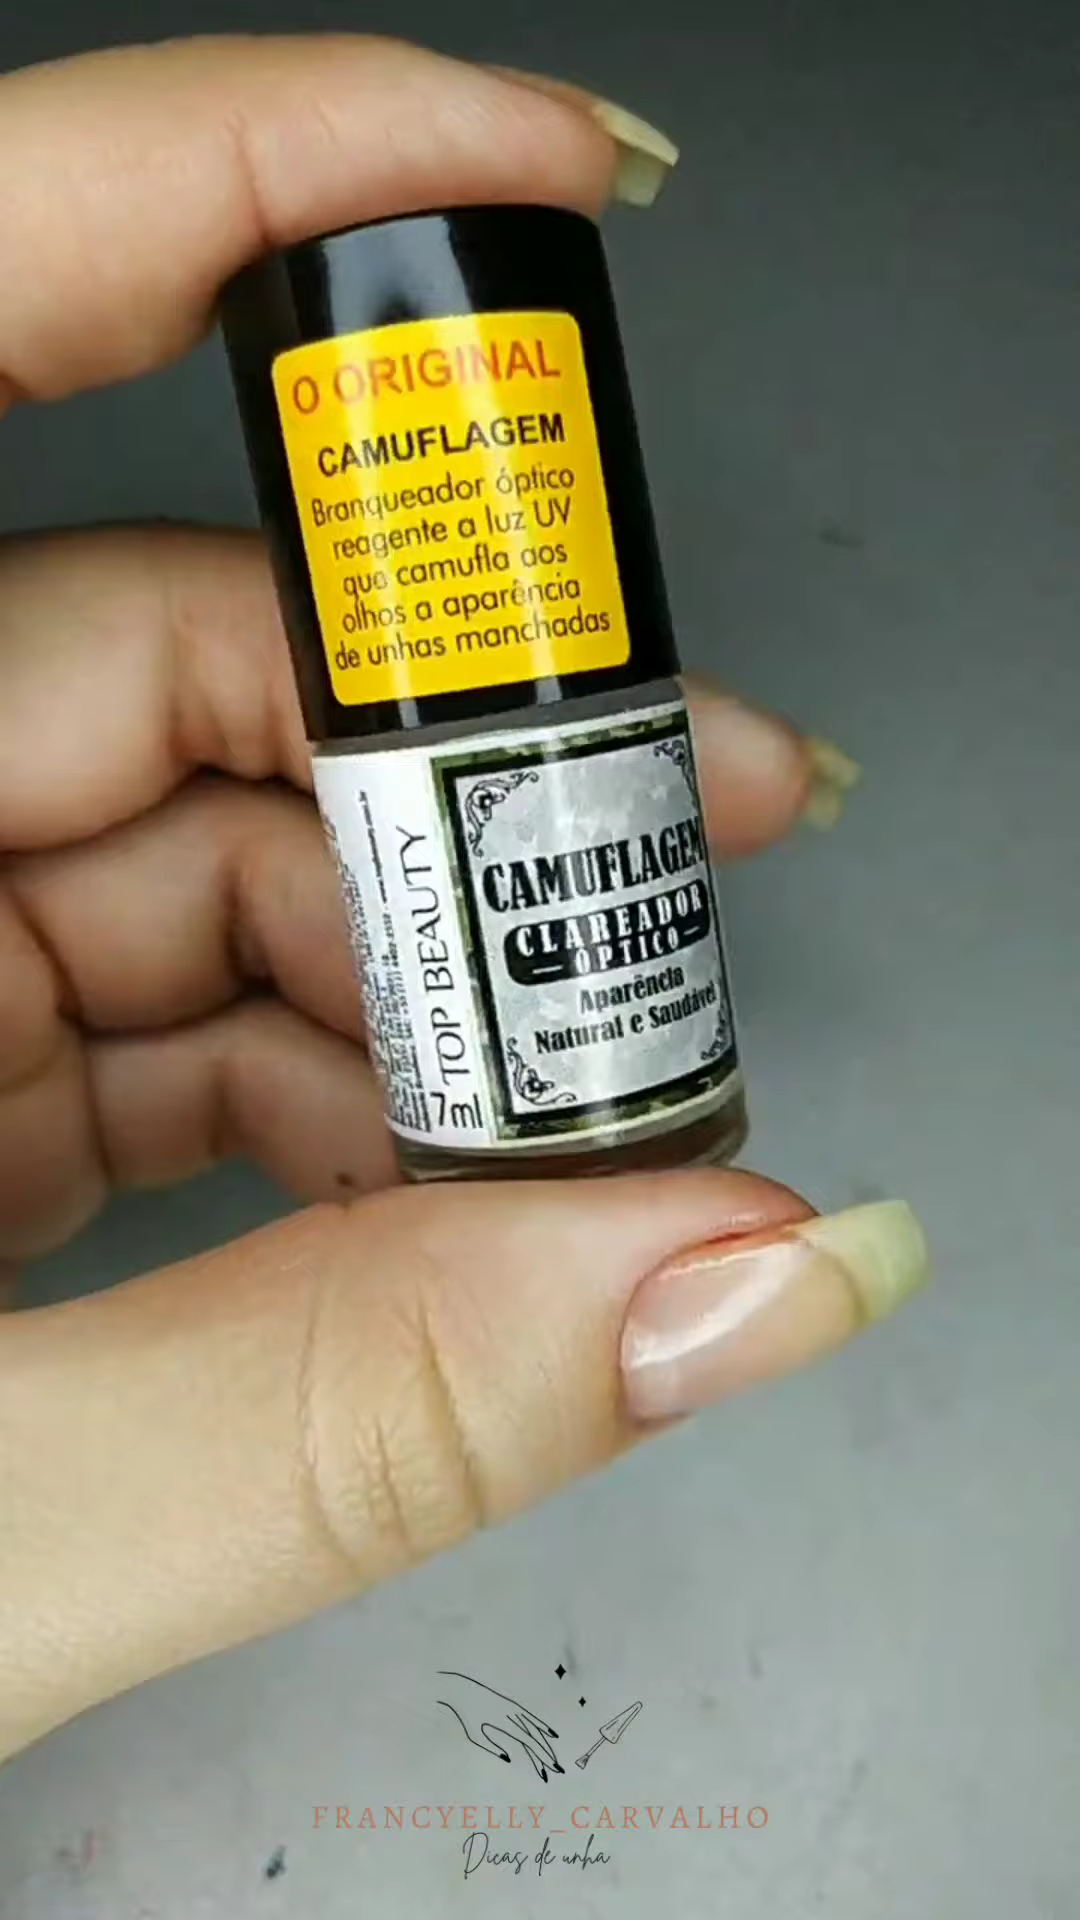 O ORIGINAL
CAMUFLAGEM
Branqueador óptico
reagente a luz UV
que camufla aos
olhos a aparência
de unhas manchadas
TOP BEAUTY
7ml
CAMUFLAGEM
CLAREADOR
ÓPTICO
Aparência
Natural e Saudável
FRANCYELLY_CARVALHO
Dicas de unha